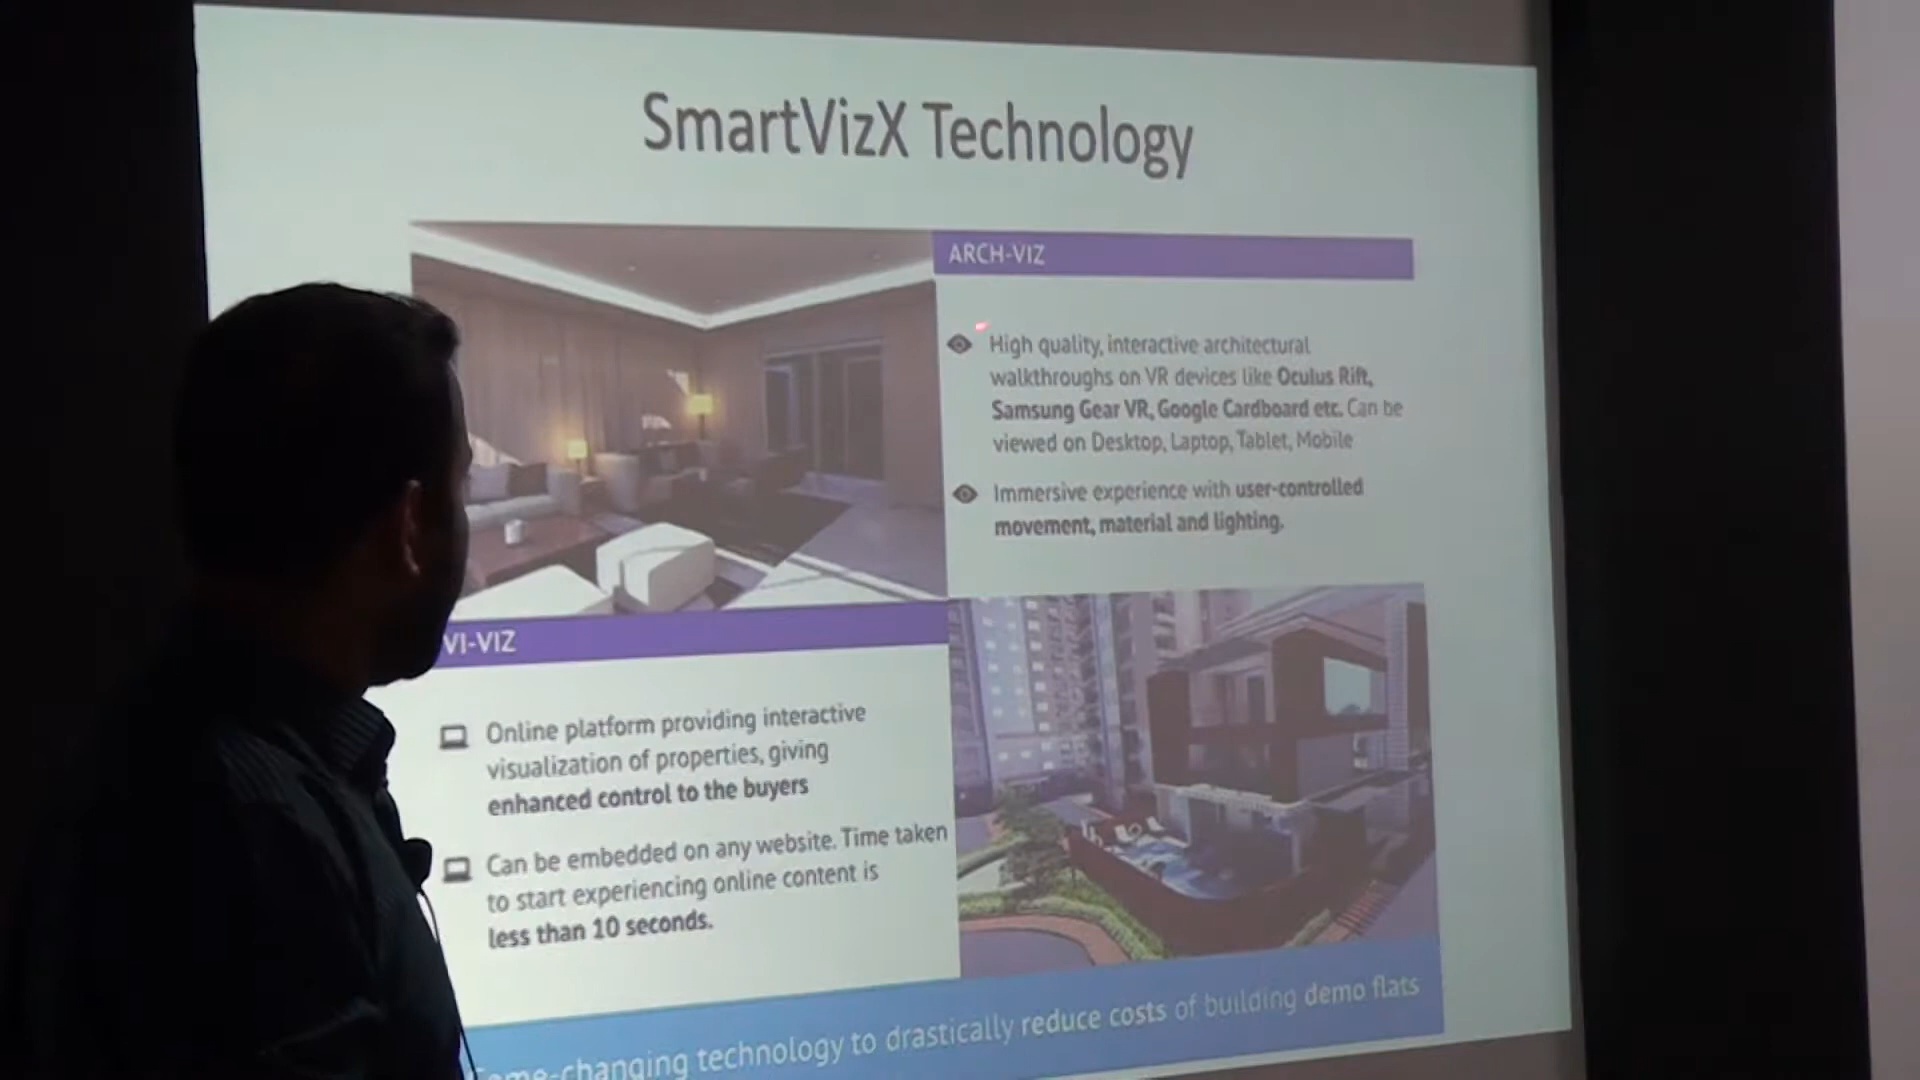 SmartVizX Technology
ARCH-VIZ
High quality, interactive architectural
walkthroughs on VR devices like Oculus Rift,
Samsung Gear VR, Google Cardboard etc. Can be
viewed on Desktop, Laptop, Tablet, Mobile
Immersive experience with user-controlled
movement, material and lighting.
VI-VIZ
Online platform providing interactive
visualization of properties, giving
enhanced control to the buyers
Can be embedded on any website. Time taken
to start experiencing online content is
less than 10 seconds.
technology to drastically reduce costs of building demo flats